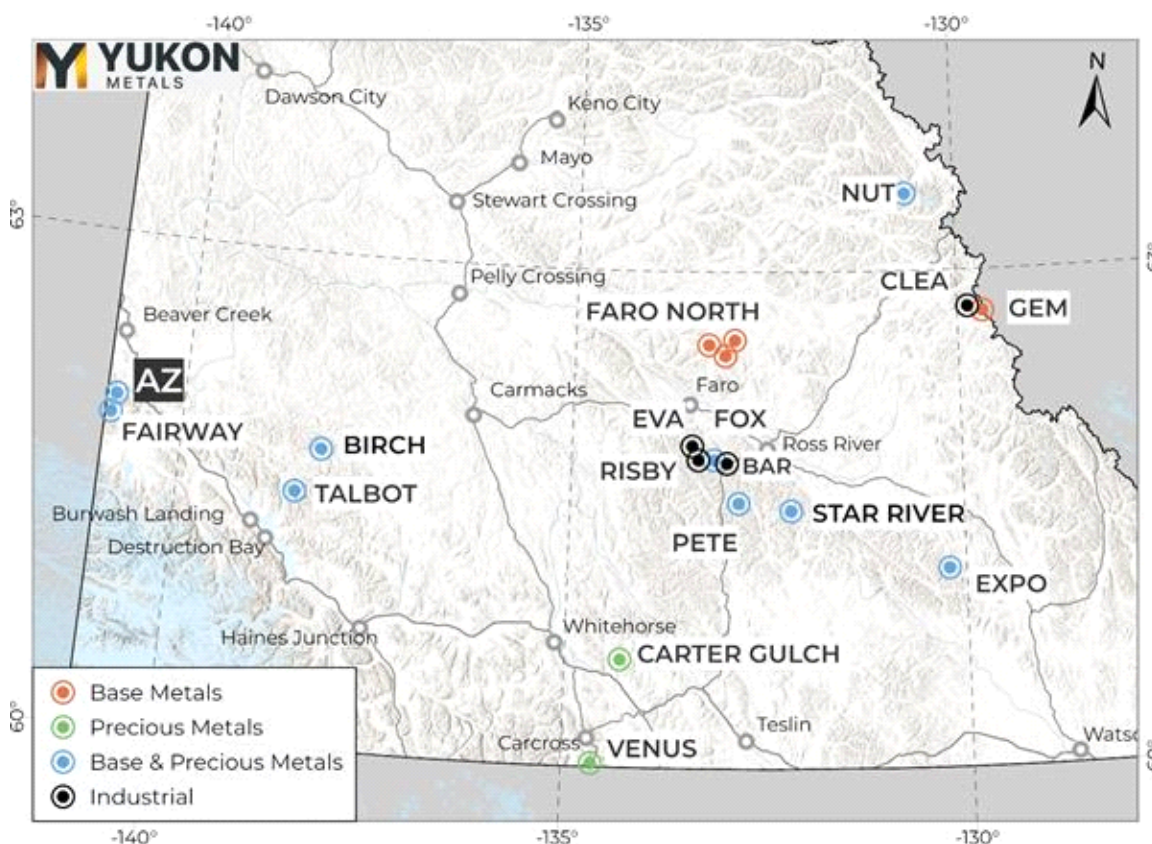 -140°
-135°
-130°
YUKON
METALS
N
Dawson City
Keno City
Mayo
NUT
Stewart Crossing
63°
Pelly Crossing
CLEA
GEM
Beaver Creek
FARO NORTH
AZ
Carmacks
Faro
FAIRWAY
EVA
FOX
BIRCH
Ross River
RISBY
BAR
TALBOT
Burwash Landing
STAR RIVER
Destruction Bay
PETE
EXPO
Whitehorse
Haines Junction
CARTER GULCH
Base Metals
Precious Metals
60°
Teslin
Carcross
VENUS
Base & Precious Metals
Industrial
-140°
-135°
-130°